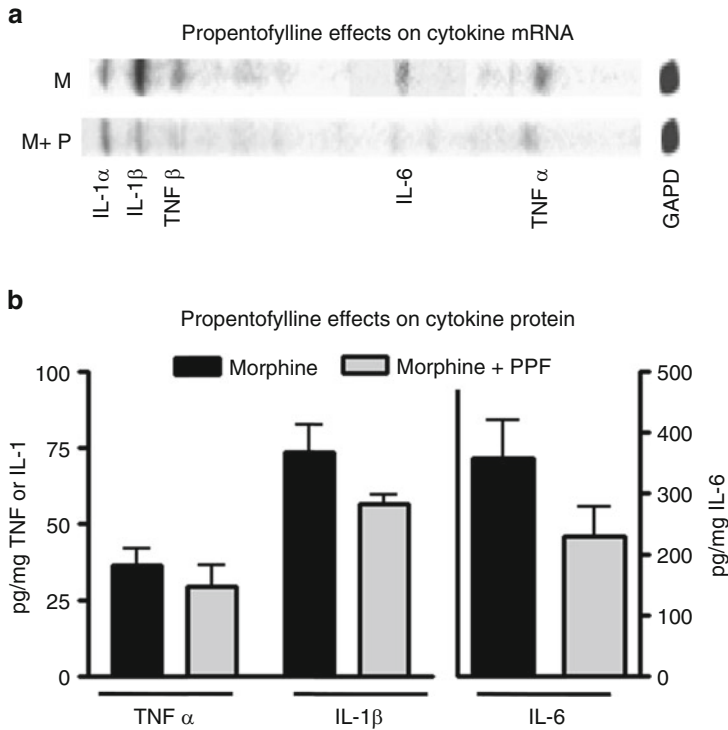 a
Propentofylline effects on cytokine mRNA
M
M+ P
IL-1α
IL-1β
TNF β
IL-6
TNF α
GAPD
b
Propentofylline effects on cytokine protein
Morphine
Morphine + PPF
pg/mg TNF or IL-1
100
75
50
25
0
500
400
300
200
100
0
pg/mg IL-6
TNF α
IL-1β
IL-6